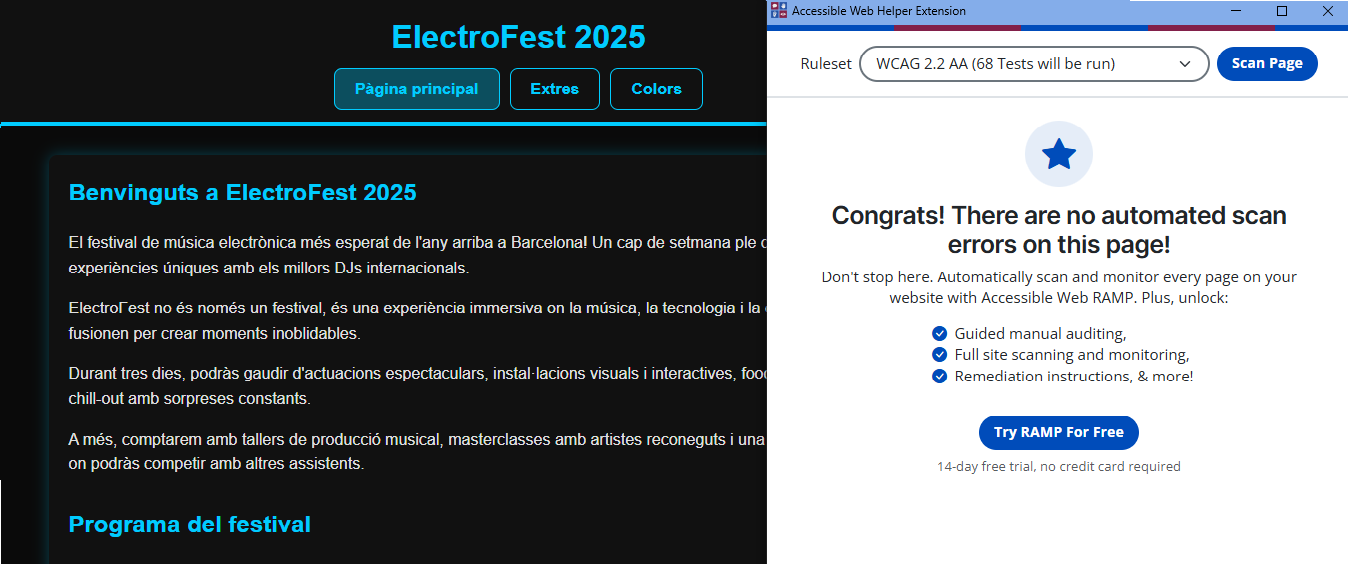 ElectroFest 2025
Pàgina principal
Extres
Colors
Benvinguts a ElectroFest 2025
El festival de música electrònica més esperat de l'any arriba a Barcelona! Un cap de setmana ple
experiències úniques amb els millors DJs internacionals.
ElectroFest no és només un festival, és una experiència immersiva on la música, la tecnologia i la
fusionen per crear moments inoblidables.
Durant tres dies, podràs gaudir d'actuacions espectaculars, instal·lacions visuals i interactives,
chill-out amb sorpreses constants.
A més, comptarem amb tallers de producció musical, masterclasses amb artistes reconeguts i una
on podràs competir amb altres assistents.
Programa del festival
Accessible Web Helper Extension
Ruleset
WCAG 2.2 AA (68 Tests will be run)
Scan Page
Congrats! There are no automated scan
errors on this page!
Don't stop here. Automatically scan and monitor every page on your
website with Accessible Web RAMP. Plus, unlock:
Guided manual auditing,
Full site scanning and monitoring,
Remediation instructions, & more!
Try RAMP For Free
14-day free trial, no credit card required